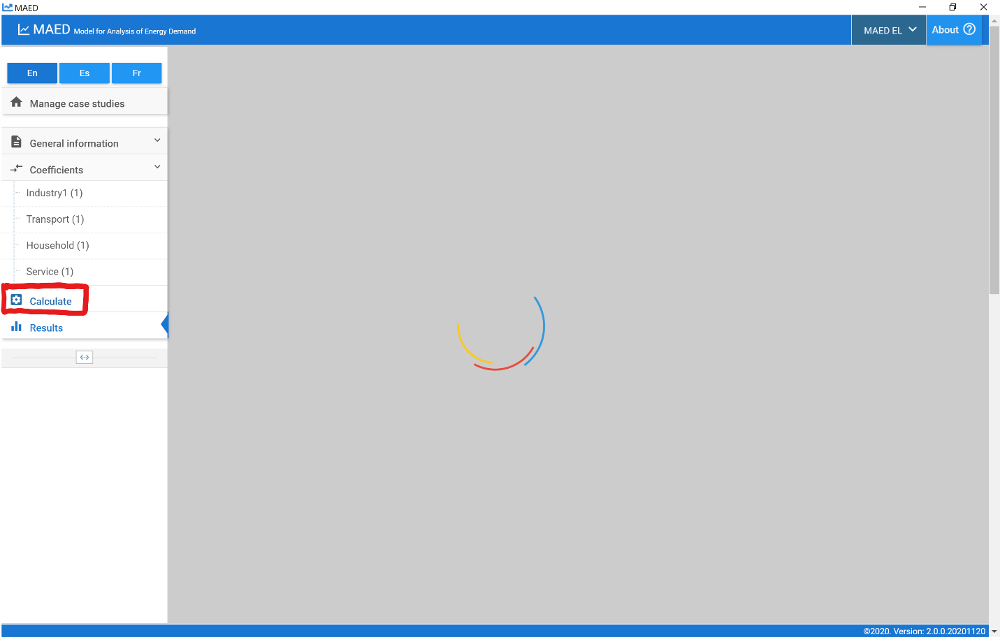 MAED
MAED Model for Analysis of Energy Demand
MAED EL
About
En
Es
Fr
Manage case studies
General information
Coefficients
Industry1 (1)
Transport (1)
Household (1)
Service (1)
Calculate
Results
©2020. Version: 2.0.0.20201120